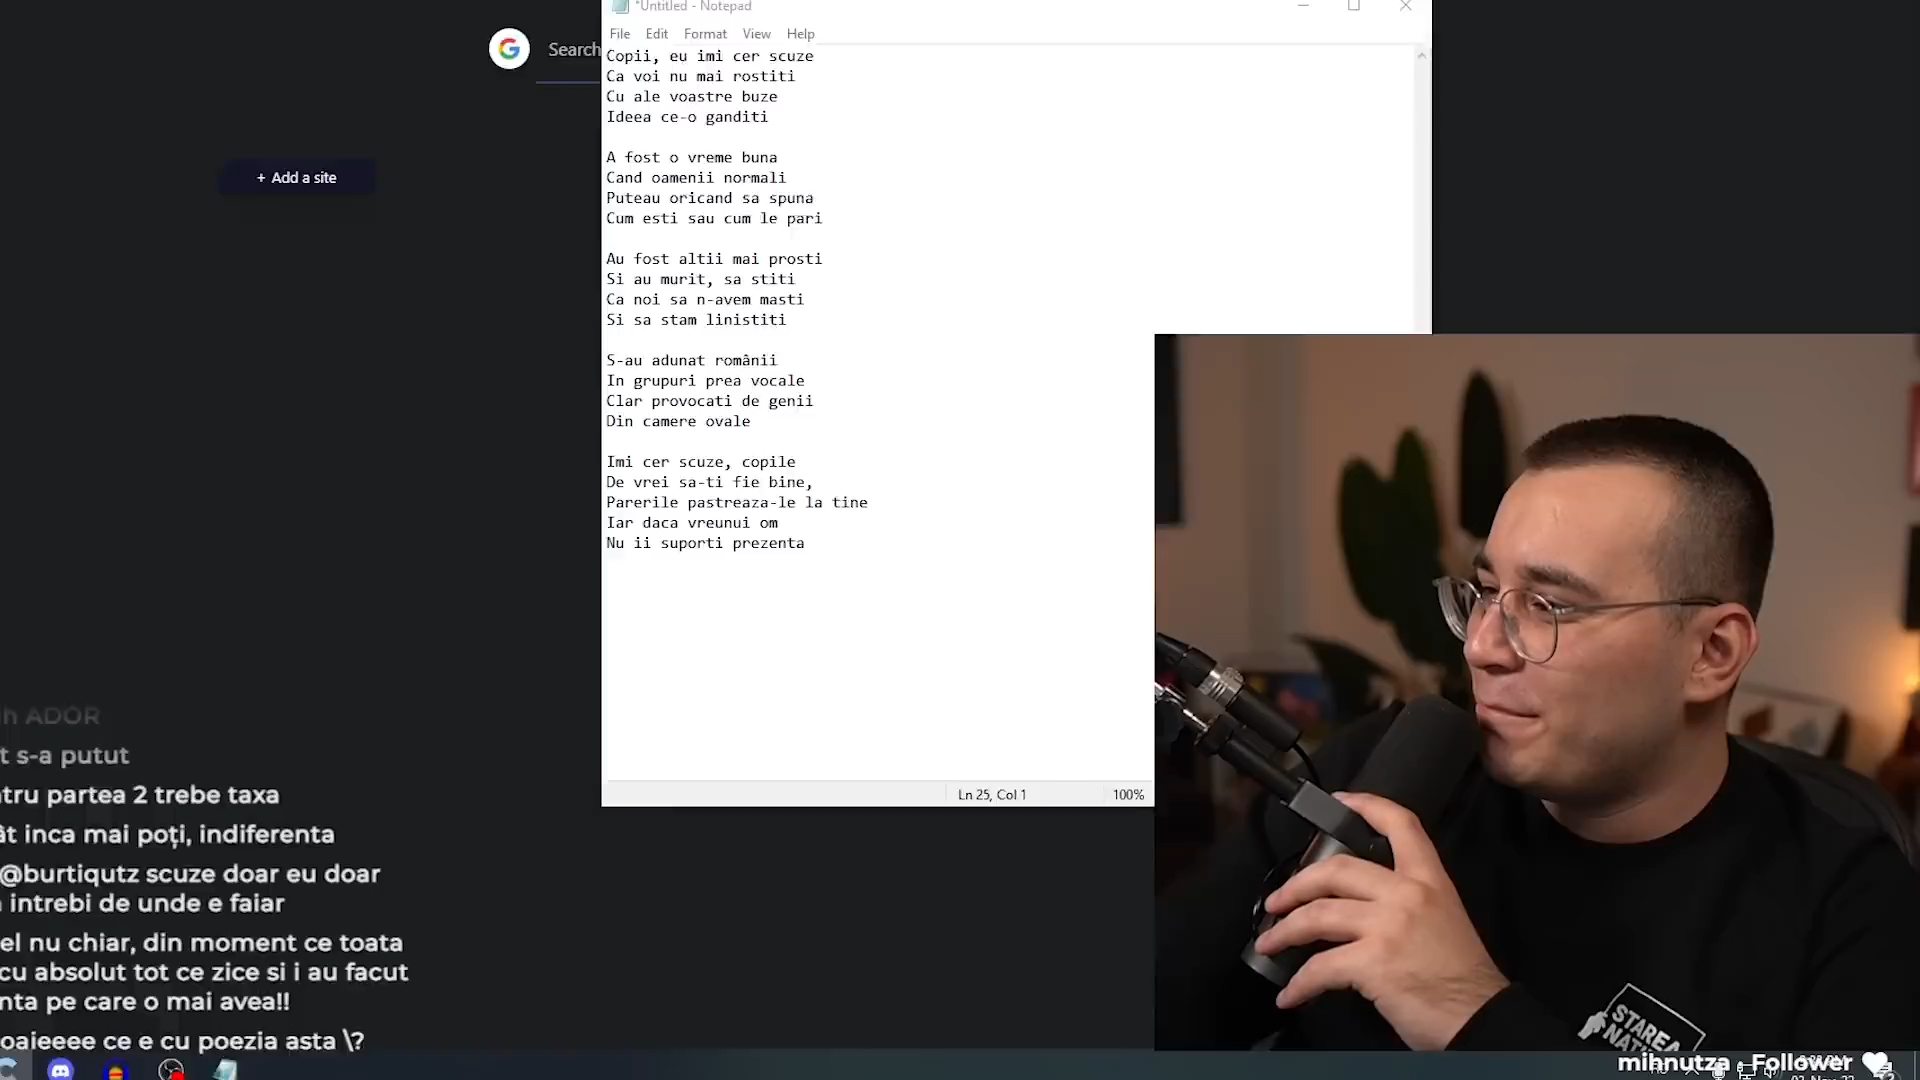 *Untitled - Notepad
File Edit Format View Help
Search
+ Add a site
Copii, eu imi cer scuze
Ca voi nu mai rostiti
Cu ale voastre buze
Ideea ce-o ganditi
A fost o vreme buna
Cand oamenii normali
Puteau oricand sa spuna
Cum esti sau cum le pari
Au fost altii mai prosti
Si au murit, sa stiti
Ca noi sa n-avem masti
Si sa stam linistiti
S-au adunat românii
In grupuri prea vocale
Clar provocati de genii
Din camere ovale
Imi cer scuze, copile
De vrei sa-ti fie bine,
Parerile pastreaza-le la tine
Iar daca vreunui om
Nu ii suporti prezenta
Ln 25, Col 1 100%
h ADOR
t s-a putut
tru partea 2 trebe taxa
ât inca mai poți, indiferenta
@burtiqutz scuze doar eu doar
intrebi de unde e faiar
el nu chiar, din moment ce toata
cu absolut tot ce zice si i au facut
nta pe care o mai avea!!
oaieeee ce e cu poezia asta \?
STAREA
mihnutza - Follower